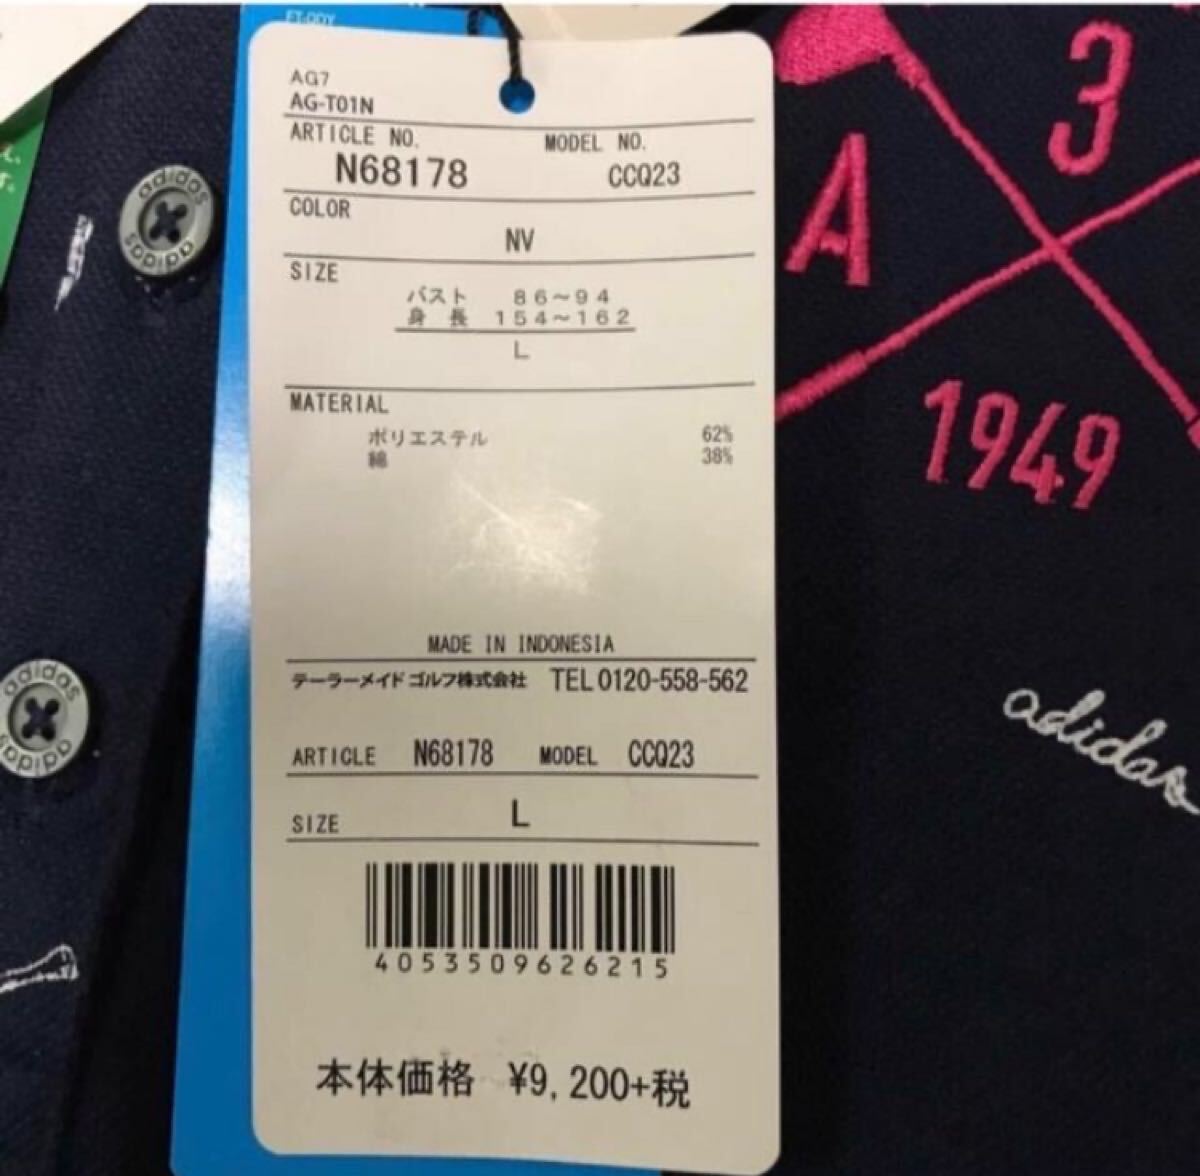 AG7
AG-T01N
ARTICLE NO. MODEL NO.
N68178 CCQ23
COLOR
NV
SIZE
バスト 86〜94
身長 154〜162
L
MATERIAL
ポリエステル 62%
綿 38%
MADE IN INDONESIA
テーラーメイド ゴルフ株式会社 TEL 0120-558-562
ARTICLE N68178 MODEL CCQ23
SIZE L
4053509626215
本体価格 ¥9,200+税
adidas
adidas
adidas
adidas
3
A
1949
adidas